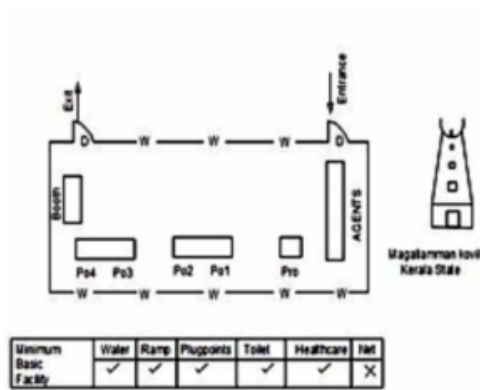 Exit
Entrance
D W W W D
Booth
AGENTS
Po4 Po3 Po2 Po1 Pro
W W W W W
Magallamman kovil
Kerala State
Minimum Basic Facility Water Ramp Plugpoints Toilet Healthcare Net
✓ ✓ ✓ ✓ ✓ X